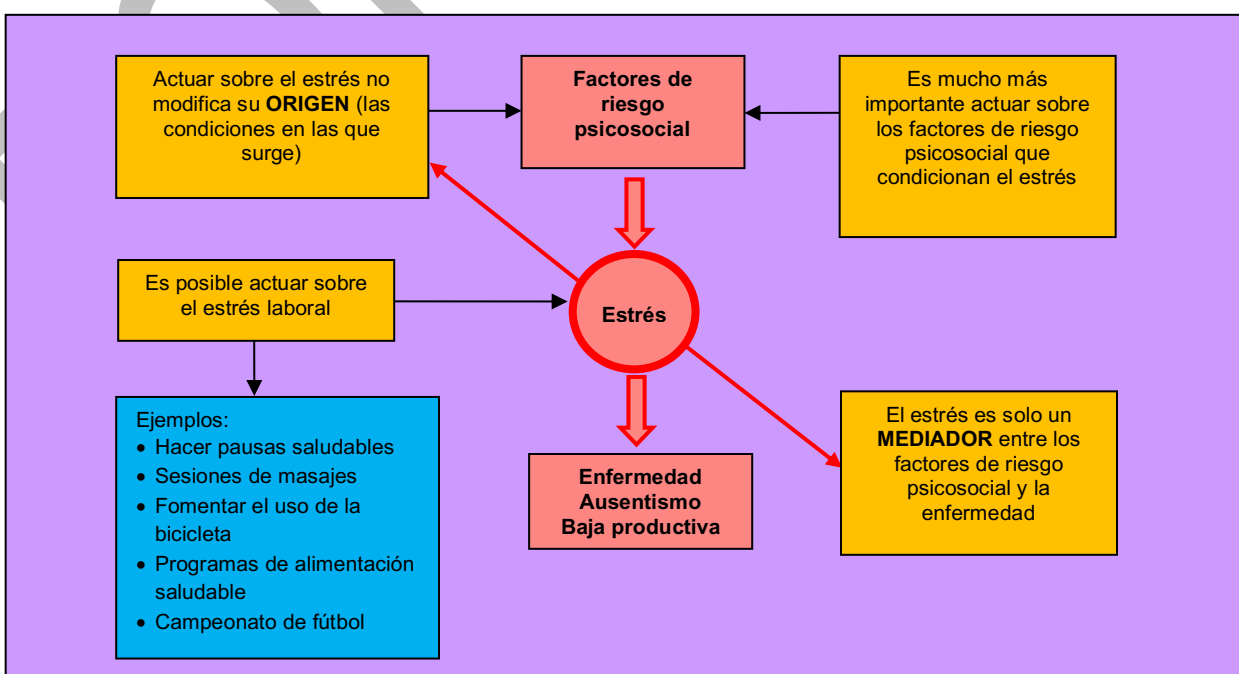 Actuar sobre el estrés no
modifica su ORIGEN (las
condiciones en las que
surge)
Factores de
riesgo
psicosocial
Es mucho más
importante actuar sobre
los factores de riesgo
psicosocial que
condicionan el estrés
Es posible actuar sobre
el estrés laboral
Estrés
Ejemplos:
• Hacer pausas saludables
• Sesiones de masajes
• Fomentar el uso de la
bicicleta
• Programas de alimentación
saludable
• Campeonato de fútbol
Enfermedad
Ausentismo
Baja productiva
El estrés es solo un
MEDIADOR entre los
factores de riesgo
psicosocial y la
enfermedad